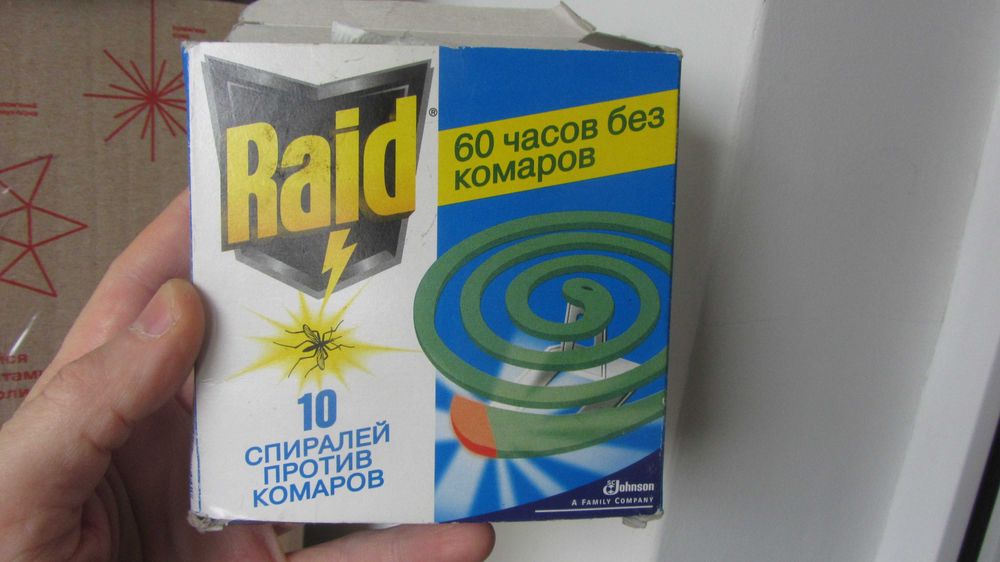 Raid®
60 часов без
комаров
10
СПИРАЛЕЙ
ПРОТИВ
КОМАРОВ
SC Johnson
A FAMILY COMPANY